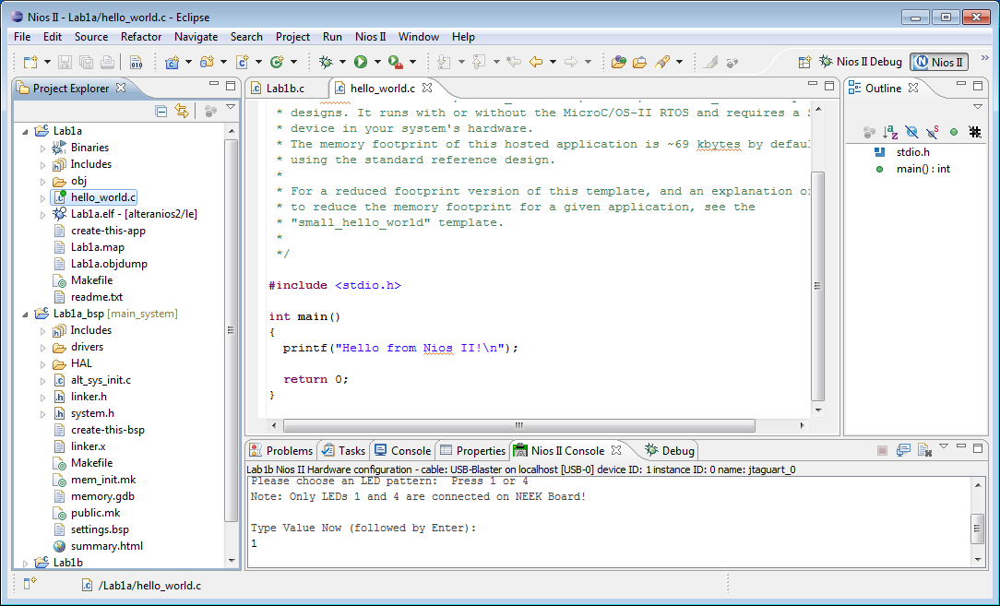 Nios II - Lab1a/hello_world.c - Eclipse
File Edit Source Refactor Navigate Search Project Run Nios II Window Help
Nios II Debug Nios II
Project Explorer
Lab1a
Binaries
Includes
obj
hello_world.c
Lab1a.elf - [alteranios2/le]
create-this-app
Lab1a.map
Lab1a.objdump
Makefile
readme.txt
Lab1a_bsp [main_system]
Includes
drivers
HAL
alt_sys_init.c
linker.h
system.h
create-this-bsp
linker.x
Makefile
mem_init.mk
memory.gdb
public.mk
settings.bsp
summary.html
Lab1b
Lab1b.c hello_world.c
* designs. It runs with or without the MicroC/OS-II RTOS and requires a
* device in your system's hardware.
* The memory footprint of this hosted application is ~69 kbytes by defau
* using the standard reference design.
*
* For a reduced footprint version of this template, and an explanation o
* to reduce the memory footprint for a given application, see the
* "small_hello_world" template.
*
*/
#include <stdio.h>
int main()
{
printf("Hello from Nios II!\n");
return 0;
}
Outline
stdio.h
main() : int
Problems Tasks Console Properties Nios II Console Debug
Lab1b Nios II Hardware configuration - cable: USB-Blaster on localhost [USB-0] device ID: 1 instance ID: 0 name: jtaguart_0
Please choose an LED pattern: Press 1 or 4
Note: Only LEDs 1 and 4 are connected on NEEK Board!
Type Value Now (followed by Enter):
1
/Lab1a/hello_world.c